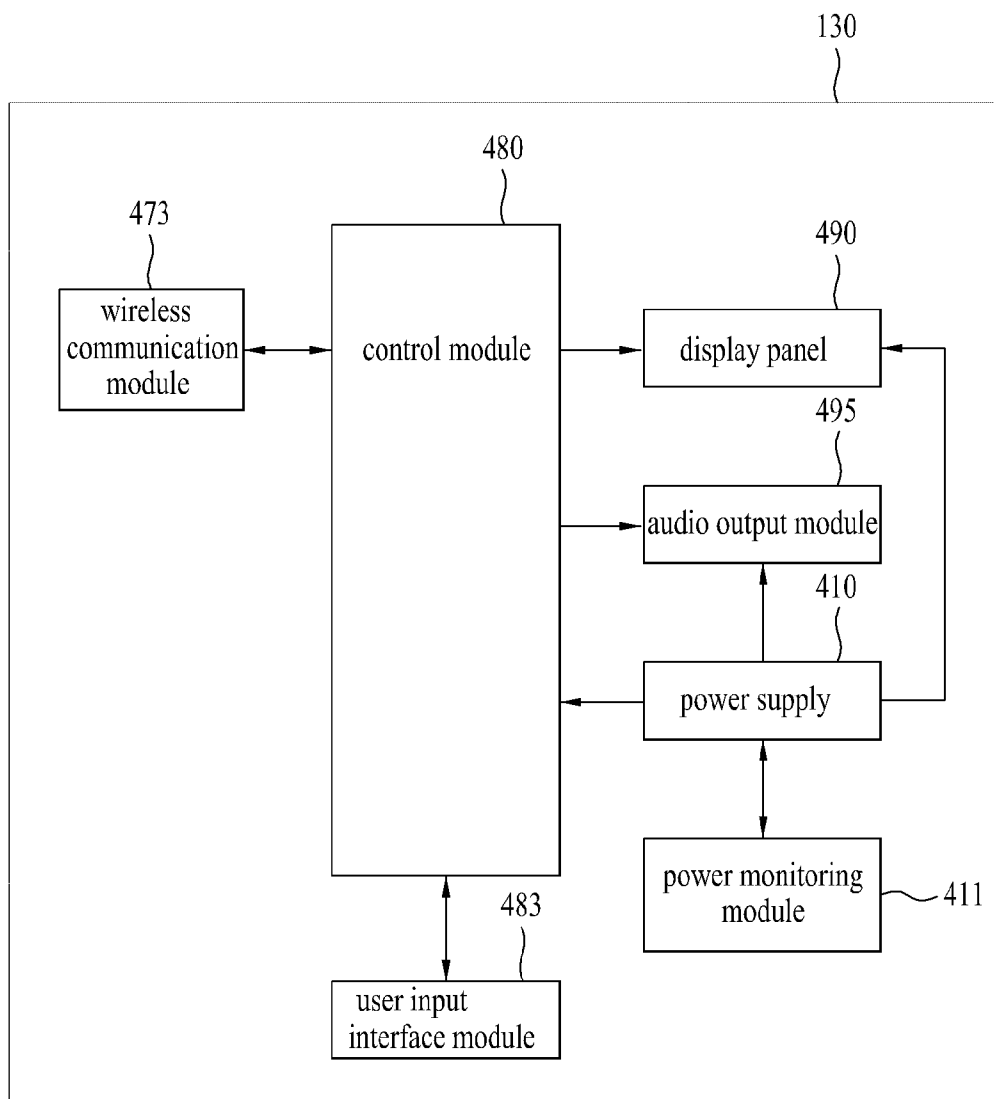 130
480
473
490
wireless
communication
module
control module
display panel
495
audio output module
410
power supply
power monitoring
module
411
483
user input
interface module